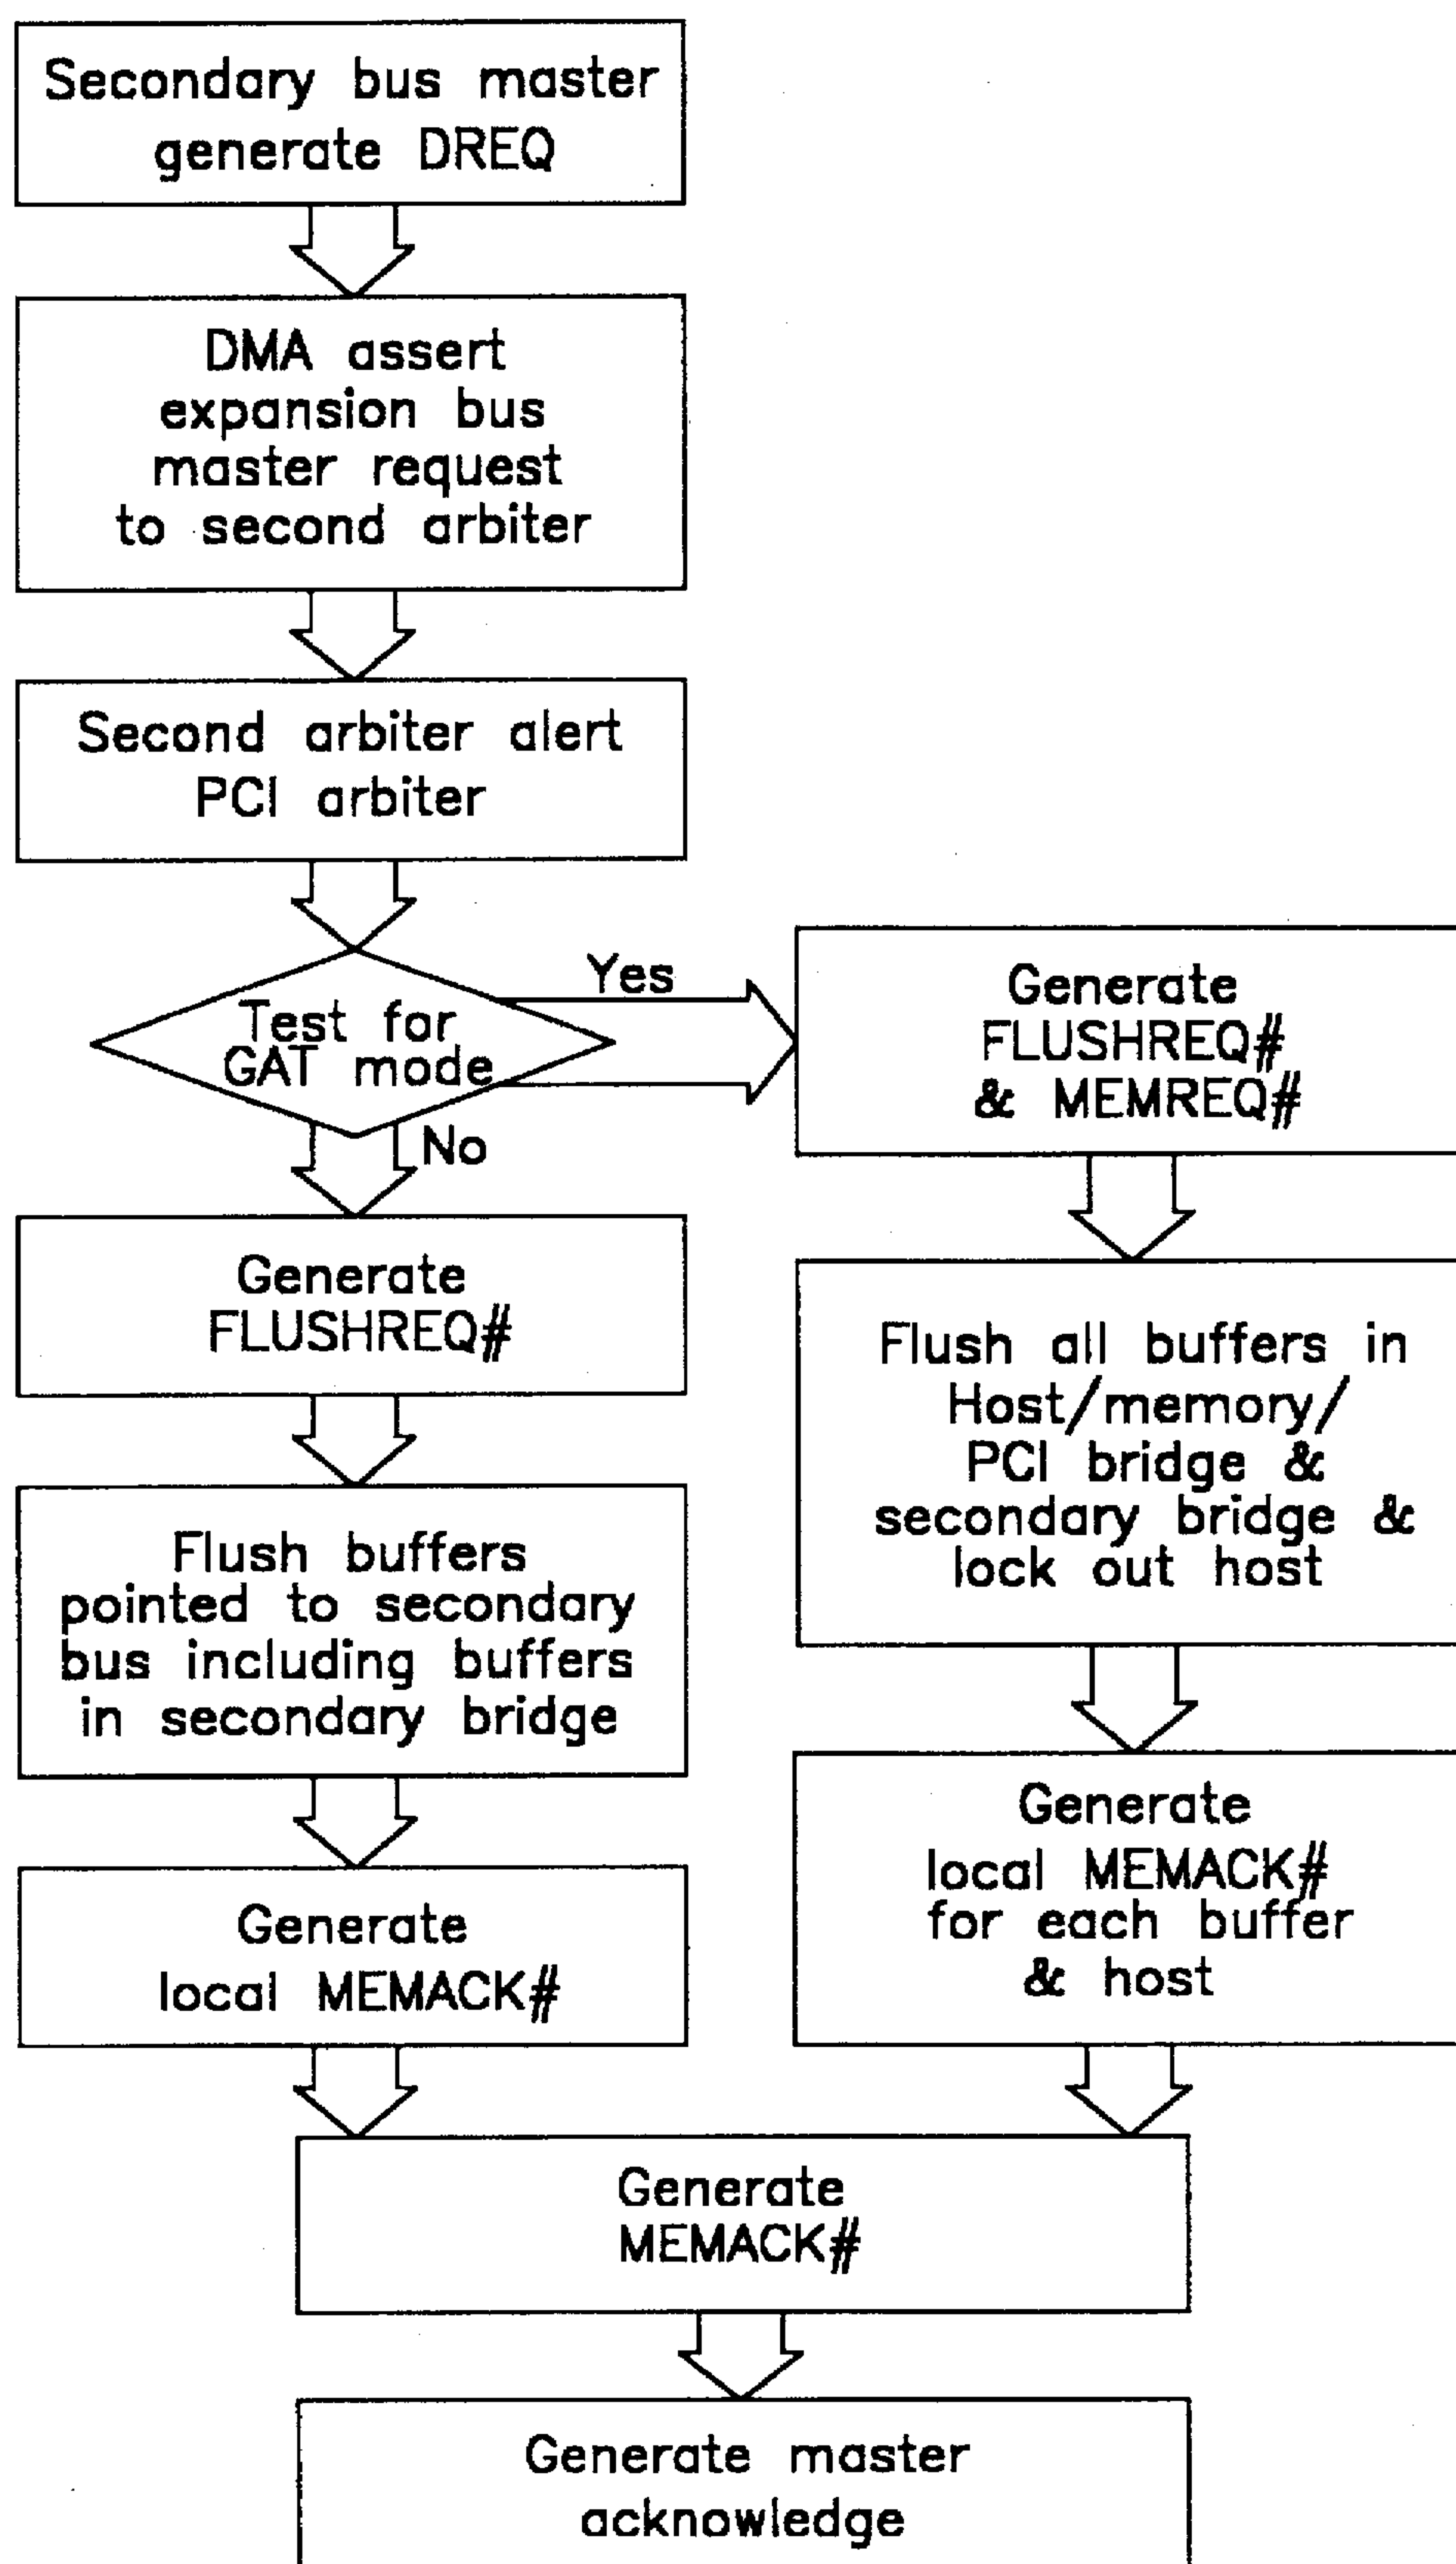 Secondary bus master
generate DREQ
DMA assert
expansion bus
master request
to second arbiter
Second arbiter alert
PCI arbiter
Test for
GAT mode
Yes
No
Generate
FLUSHREQ#
& MEMREQ#
Generate
FLUSHREQ#
Flush all buffers in
Host/memory/
PCI bridge &
secondary bridge &
lock out host
Flush buffers
pointed to secondary
bus including buffers
in secondary bridge
Generate
local MEMACK#
for each buffer
& host
Generate
local MEMACK#
Generate
MEMACK#
Generate master
acknowledge